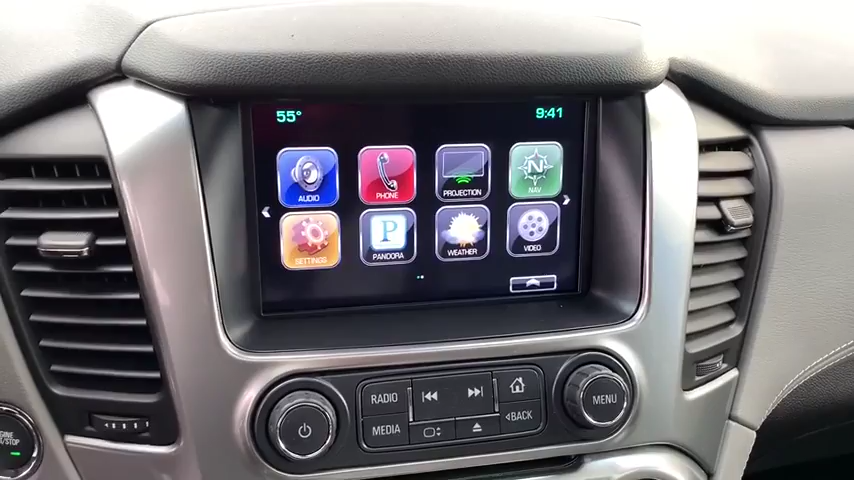 55° 9:41
AUDIO PHONE PROJECTION N NAV
SETTINGS P PANDORA WEATHER VIDEO
RADIO MENU
MEDIA BACK